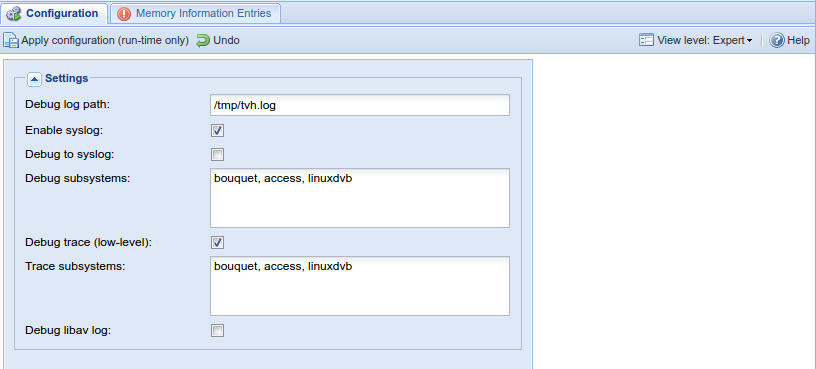 Configuration Memory Information Entries
Apply configuration (run-time only) Undo View level: Expert Help
Settings
Debug log path: /tmp/tvh.log
Enable syslog:
Debug to syslog:
Debug subsystems: bouquet, access, linuxdvb
Debug trace (low-level):
Trace subsystems: bouquet, access, linuxdvb
Debug libav log: